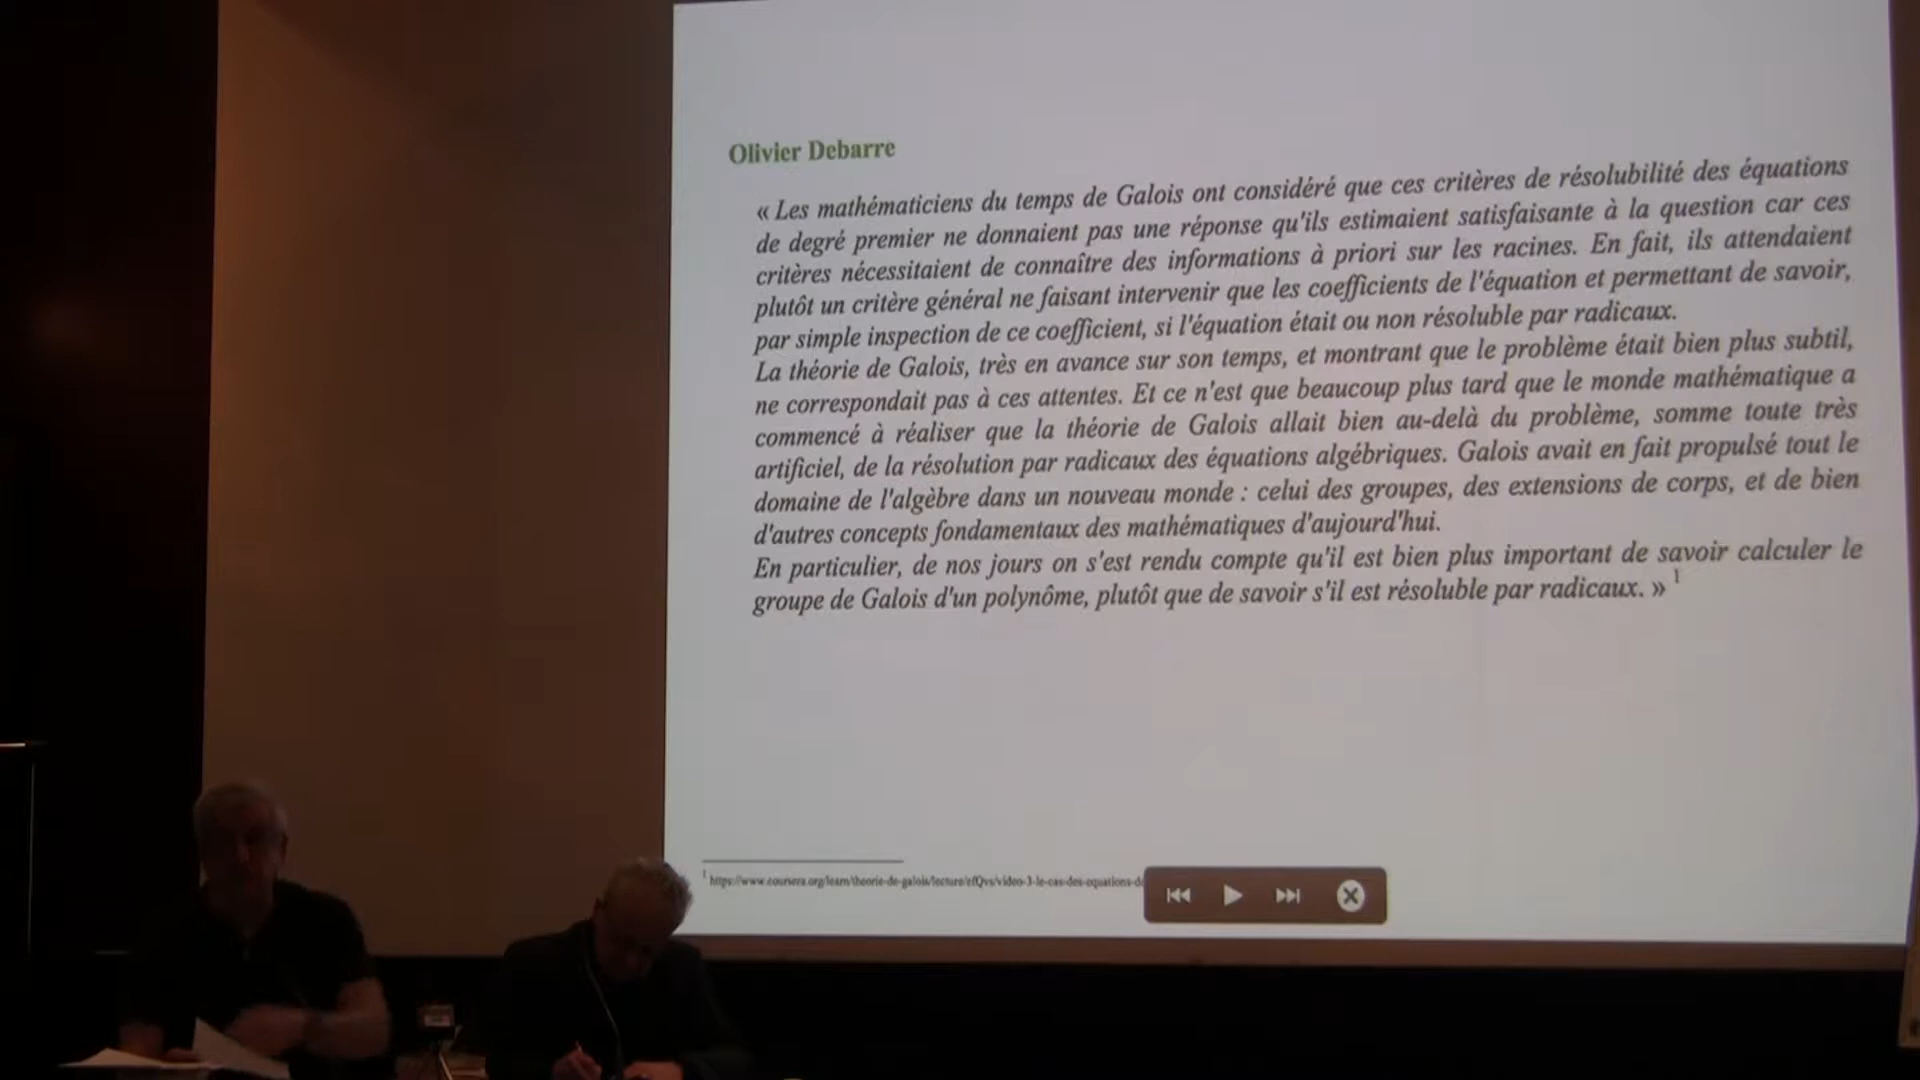 Olivier Debarre
« Les mathématiciens du temps de Galois ont considéré que ces critères de résolubilité des équations
de degré premier ne donnaient pas une réponse qu'ils estimaient satisfaisante à la question car ces
critères nécessitaient de connaître des informations à priori sur les racines. En fait, ils attendaient
plutôt un critère général ne faisant intervenir que les coefficients de l'équation et permettant de savoir,
par simple inspection de ce coefficient, si l'équation était ou non résoluble par radicaux.
La théorie de Galois, très en avance sur son temps, et montrant que le problème était bien plus subtil,
ne correspondait pas à ces attentes. Et ce n'est que beaucoup plus tard que le monde mathématique a
commencé à réaliser que la théorie de Galois allait bien au-delà du problème, somme toute très
artificiel, de la résolution par radicaux des équations algébriques. Galois avait en fait propulsé tout le
domaine de l'algèbre dans un nouveau monde : celui des groupes, des extensions de corps, et de bien
d'autres concepts fondamentaux des mathématiques d'aujourd'hui.
En particulier, de nos jours on s'est rendu compte qu'il est bien plus important de savoir calculer le
groupe de Galois d'un polynôme, plutôt que de savoir s'il est résoluble par radicaux. » 1
1